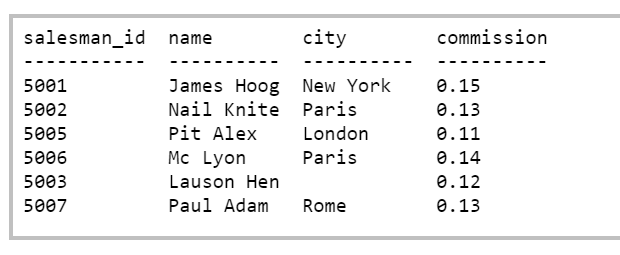 salesman_id  name        city        commission
-----------  ----------  ----------  ----------
5001         James Hoog  New York    0.15
5002         Nail Knite  Paris       0.13
5005         Pit Alex    London      0.11
5006         Mc Lyon     Paris       0.14
5003         Lauson Hen              0.12
5007         Paul Adam   Rome        0.13